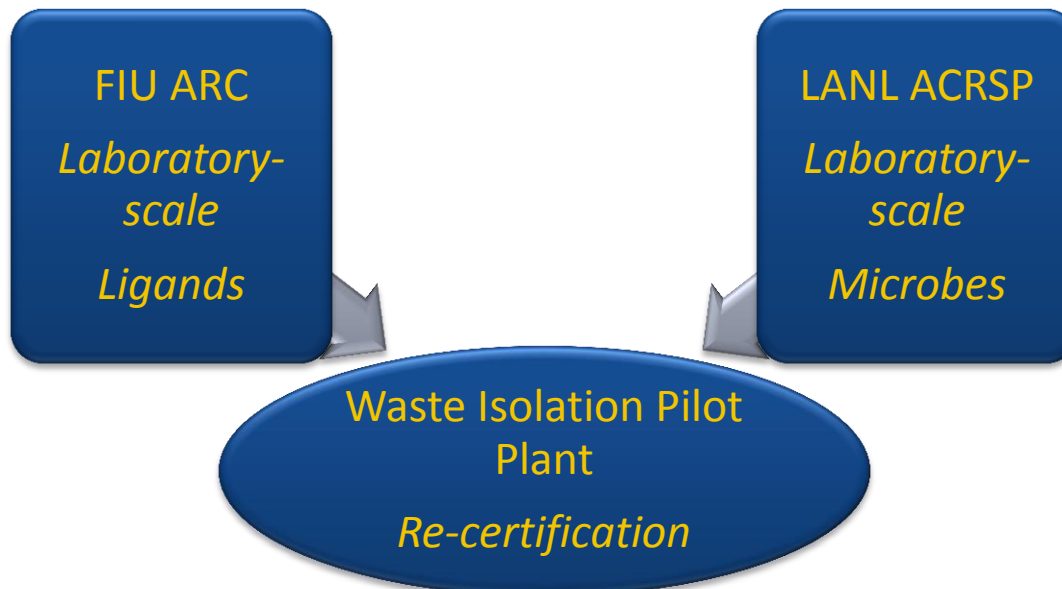 FIU ARC
Laboratory-
scale
Ligands
LANL ACRSP
Laboratory-
scale
Microbes
Waste Isolation Pilot
Plant
Re-certification